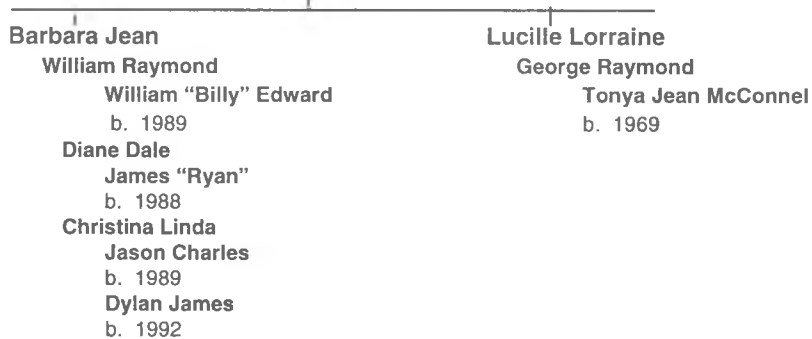 Barbara Jean
William Raymond
William “Billy” Edward
b. 1989
Diane Dale
James “Ryan”
b. 1988
Christina Linda
Jason Charles
b. 1989
Dylan James
b. 1992
Lucille Lorraine
George Raymond
Tonya Jean McConnel
b. 1969